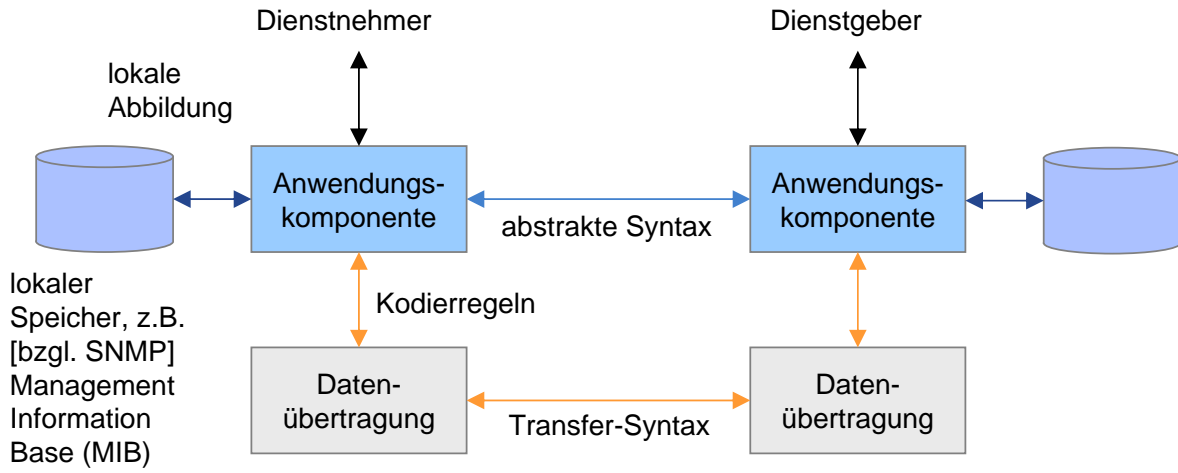 Dienstnehmer
Dienstgeber
lokale
Abbildung
Anwendungs-
komponente
Anwendungs-
komponente
abstrakte Syntax
lokaler
Speicher, z.B.
[bzgl. SNMP]
Management
Information
Base (MIB)
Kodierregeln
Daten-
übertragung
Daten-
übertragung
Transfer-Syntax